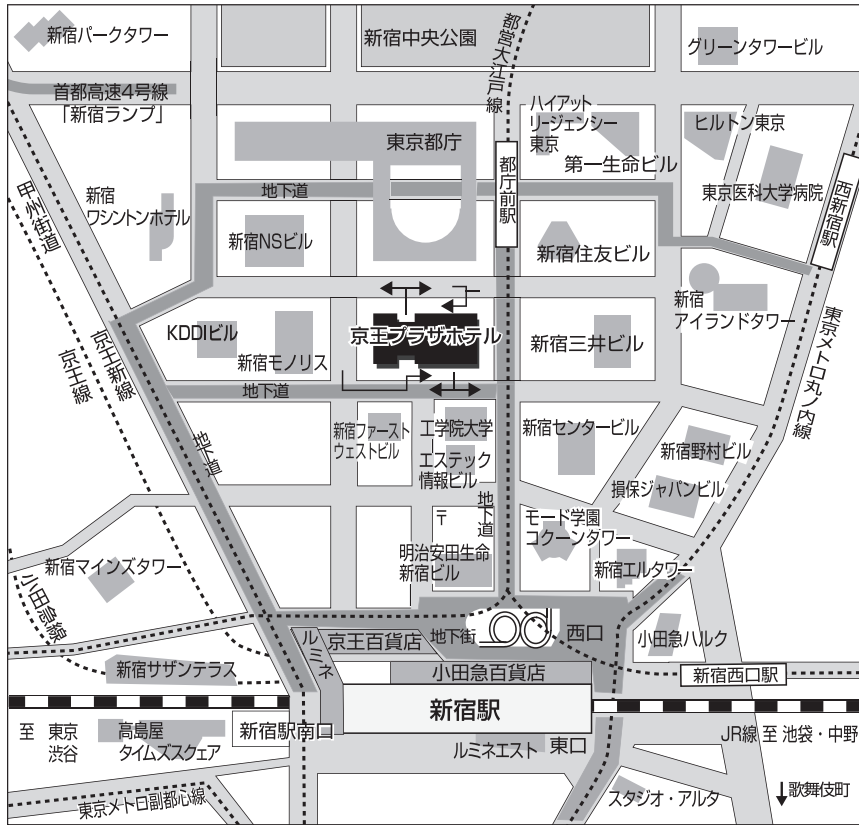 新宿パークタワー
新宿中央公園
都営大江戸線
グリーンタワービル
首都高速4号線
「新宿ランプ」
ハイアット
リージェンシー
東京
ヒルトン東京
東京都庁
第一生命ビル
都庁前駅
東京医科大学病院
西新宿駅
甲州街道
新宿
ワシントンホテル
地下道
新宿NSビル
新宿住友ビル
新宿
アイランドタワー
KDDIビル
新宿モノリス
京王プラザホテル
新宿三井ビル
京王新線
京王線
地下道
東京メトロ丸ノ内線
地下道
新宿ファースト
ウェストビル
工学院大学
エステック
情報ビル
新宿センタービル
新宿野村ビル
損保ジャパンビル
地下道
〒
モード学園
コクーンタワー
明治安田生命
新宿ビル
新宿エルタワー
新宿マインズタワー
小田急線
ルミネ
京王百貨店
地下街
西口
小田急ハルク
新宿サザンテラス
小田急百貨店
新宿西口駅
新宿駅
至 東京
渋谷
高島屋
タイムズスクェア
新宿駅南口
ルミネエスト
東口
JR線 至 池袋・中野
東京メトロ副都心線
スタジオ・アルタ
↓歌舞伎町